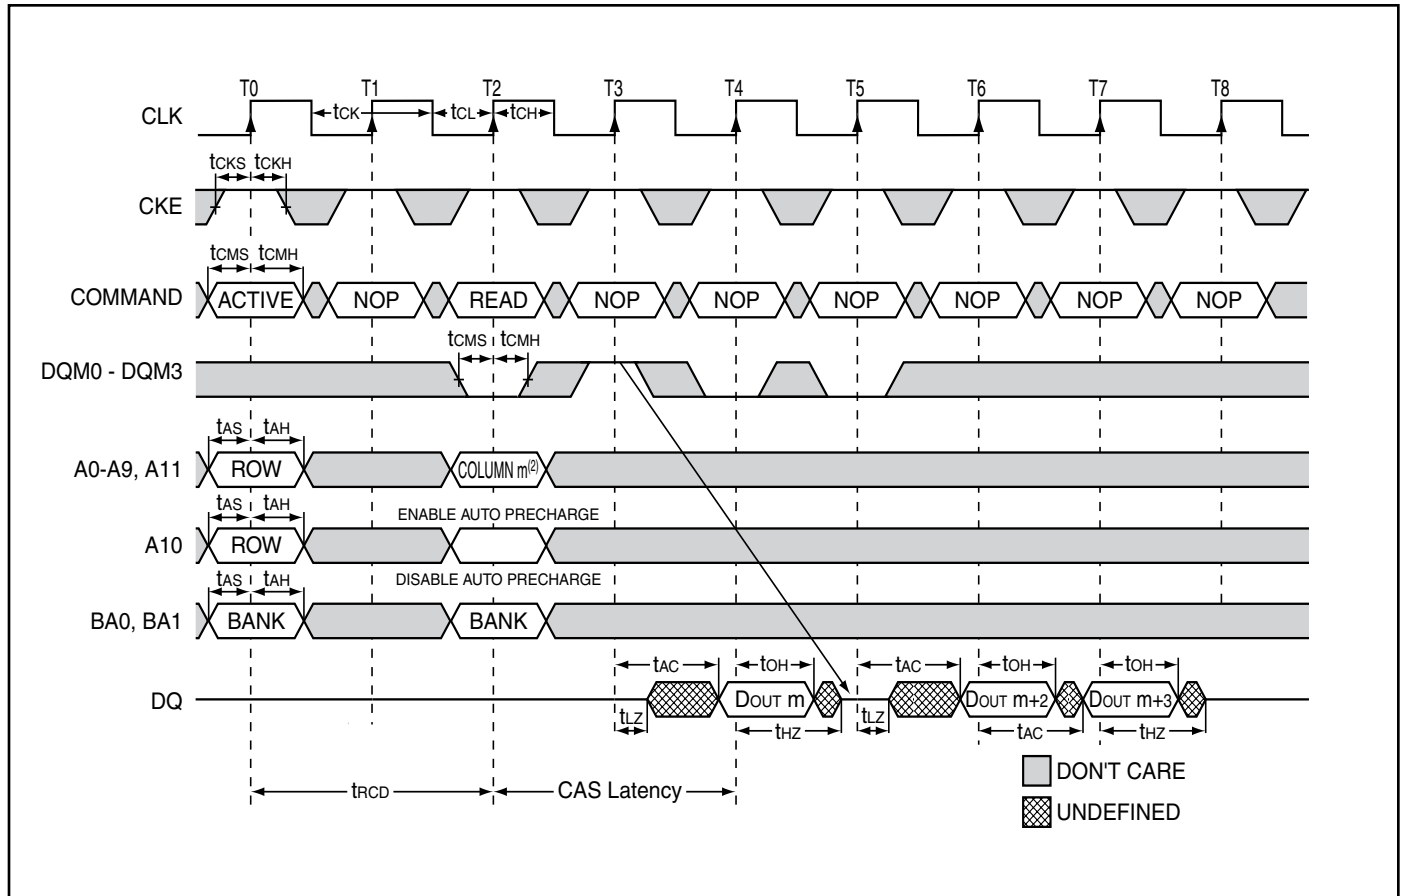 T0 T1 T2 T3 T4 T5 T6 T7 T8
CLK tCK tCL tCH
tCKS tCKH
CKE
tCMS tCMH
COMMAND ACTIVE NOP READ NOP NOP NOP NOP NOP NOP
tCMS tCMH
DQM0 - DQM3
tAS tAH
A0-A9, A11 ROW COLUMN m(2)
tAS tAH ENABLE AUTO PRECHARGE
A10 ROW
tAS tAH DISABLE AUTO PRECHARGE
BA0, BA1 BANK BANK
tAC tOH tAC tOH tOH
DQ DOUT m DOUT m+2 DOUT m+3
tLZ tHZ tLZ tAC tHZ
DON'T CARE
tRCD CAS Latency
UNDEFINED